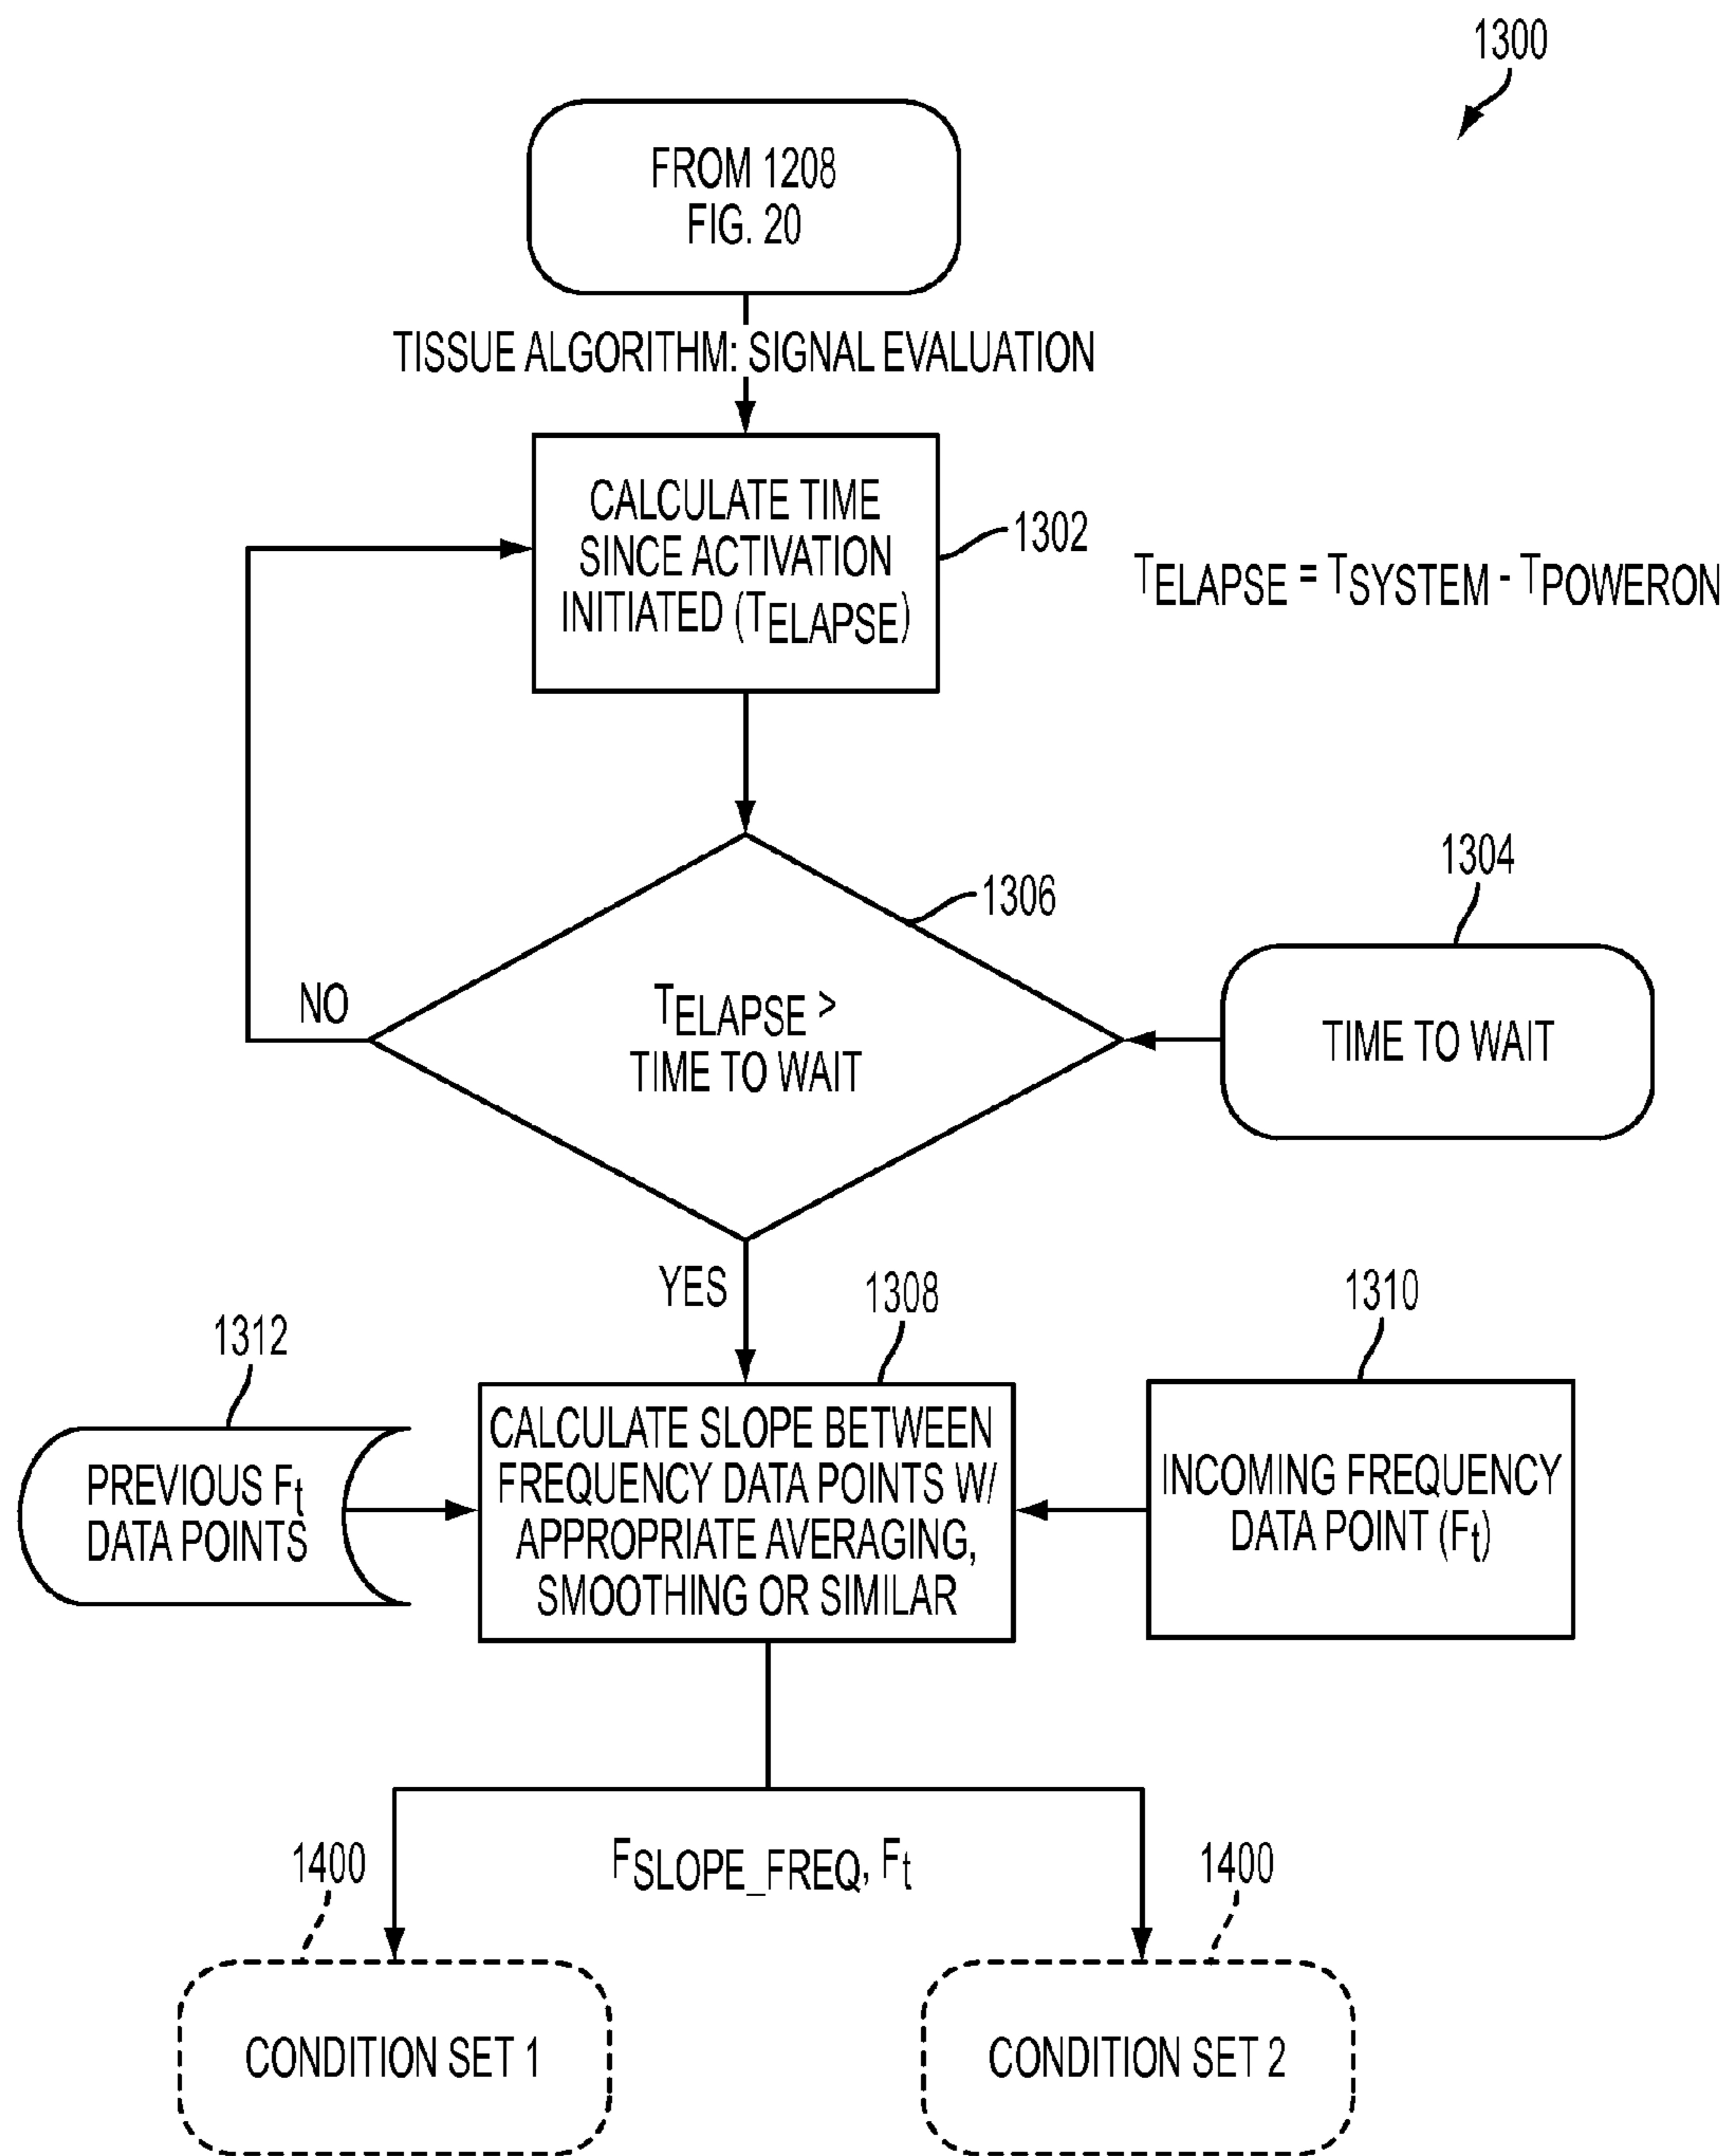 1300
FROM 1208
FIG. 20
TISSUE ALGORITHM: SIGNAL EVALUATION
CALCULATE TIME
SINCE ACTIVATION
INITIATED (TELAPSE)
1302
TELAPSE = TSYSTEM - TPOWERON
1306
1304
NO
TELAPSE >
TIME TO WAIT
TIME TO WAIT
YES
1308
1310
1312
PREVIOUS Ft
DATA POINTS
CALCULATE SLOPE BETWEEN
FREQUENCY DATA POINTS W/
APPROPRIATE AVERAGING,
SMOOTHING OR SIMILAR
INCOMING FREQUENCY
DATA POINT (Ft)
1400
FSLOPE_FREQ, Ft
1400
CONDITION SET 1
CONDITION SET 2